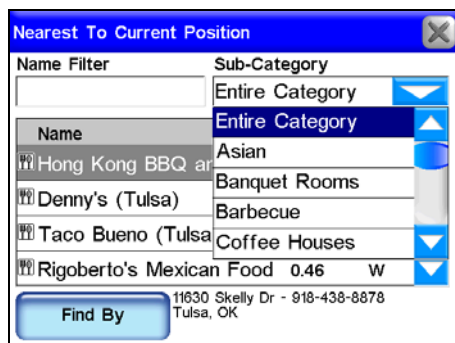 Nearest To Current Position
Name Filter
Sub-Category
Entire Category
Entire Category
Asian
Banquet Rooms
Barbecue
Coffee Houses
Name
Hong Kong BBQ ar
Denny's (Tulsa)
Taco Bueno (Tulsa
Rigoberto's Mexican Food 0.46 W
Find By
11630 Skelly Dr - 918-438-8878
Tulsa, OK